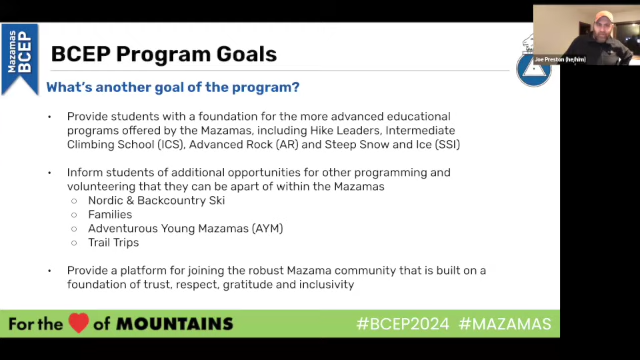 Mazamas
BCEP
BCEP Program Goals
Joe Preston (he/him)
What's another goal of the program?
• Provide students with a foundation for the more advanced educational
programs offered by the Mazamas, including Hike Leaders, Intermediate
Climbing School (ICS), Advanced Rock (AR) and Steep Snow and Ice (SSI)
• Inform students of additional opportunities for other programming and
volunteering that they can be apart of within the Mazamas
○ Nordic & Backcountry Ski
○ Families
○ Adventurous Young Mazamas (AYM)
○ Trail Trips
• Provide a platform for joining the robust Mazama community that is built on a
foundation of trust, respect, gratitude and inclusivity
For the ❤ of MOUNTAINS
#BCEP2024 #MAZAMAS